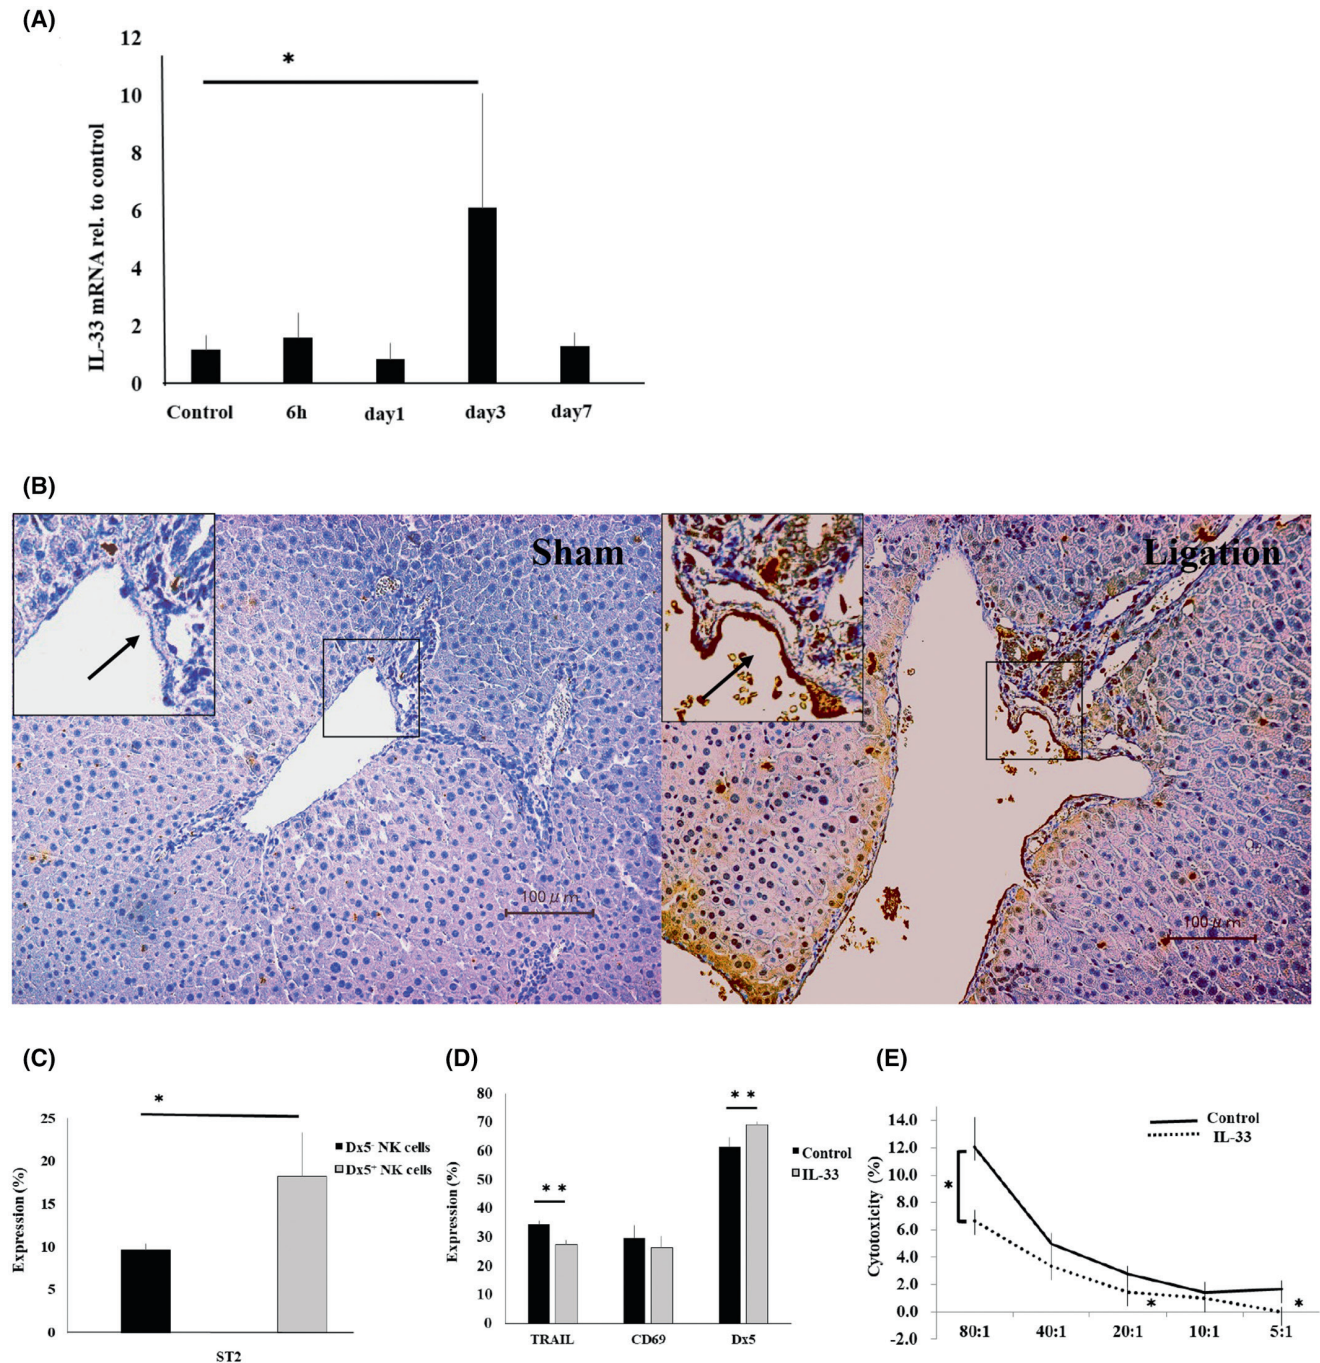 (A)
12
10
8
6
4
2
0
IL-33 mRNA rel. to control
*
Control 6h day1 day3 day7
(B)
Sham
100 μm
Ligation
100 μm
(C)
25
20
15
10
5
0
Expression (%)
*
ST2
Dx5- NK cells
Dx5+ NK cells
(D)
80
70
60
50
40
30
20
10
0
Expression (%)
* *
* *
TRAIL CD69 Dx5
Control
IL-33
(E)
14.0
12.0
10.0
8.0
6.0
4.0
2.0
0.0
-2.0
Cytotoxicity (%)
*
*
*
Control
IL-33
80:1 40:1 20:1 10:1 5:1